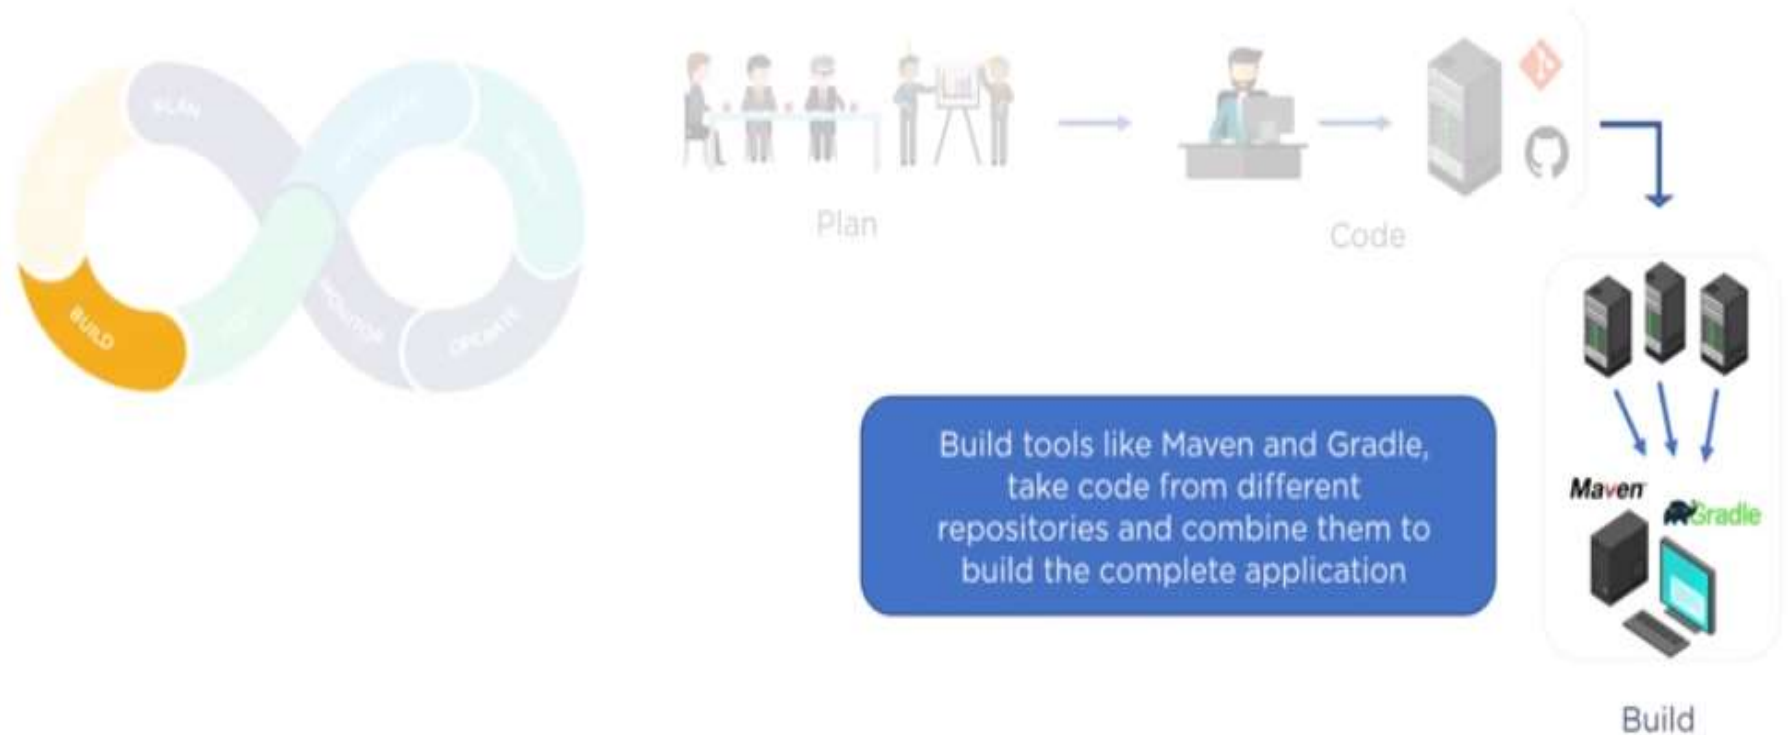 PLAN
BUILD
MONITOR
OPERATE
Plan
Code
Build tools like Maven and Gradle,
take code from different
repositories and combine them to
build the complete application
Maven
Gradle
Build